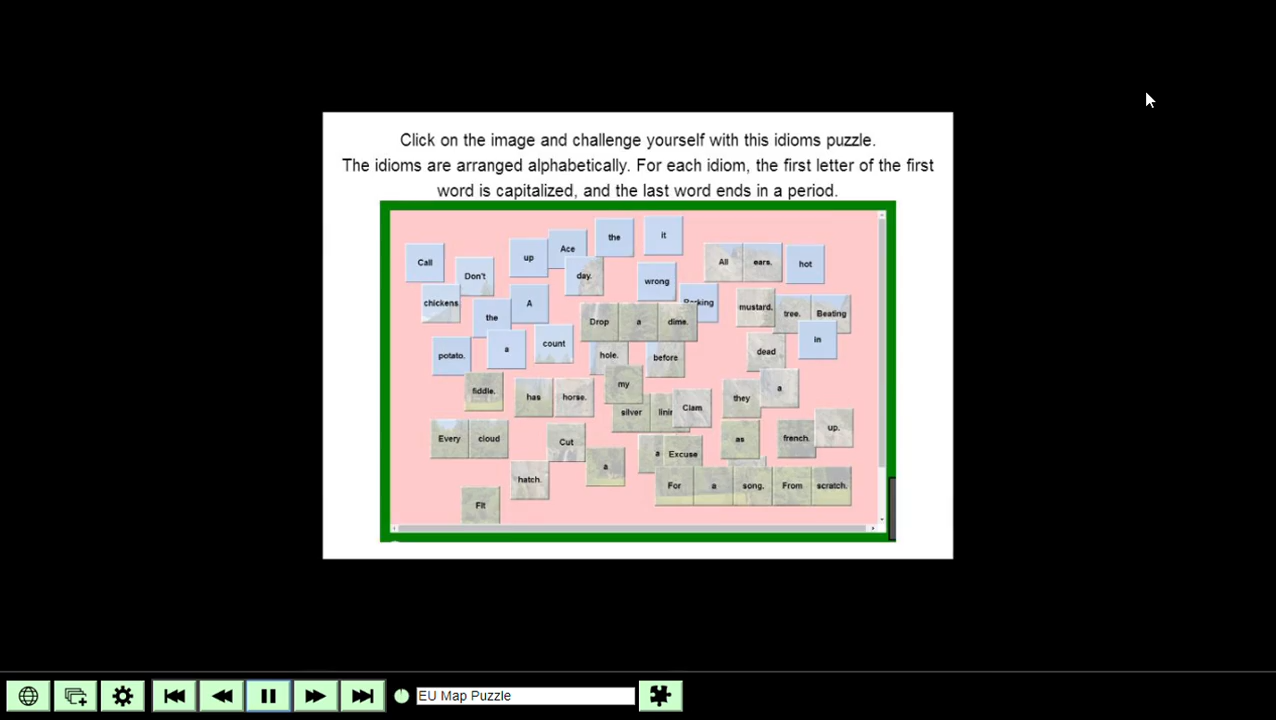 Click on the image and challenge yourself with this idioms puzzle.
The idioms are arranged alphabetically. For each idiom, the first letter of the first
word is capitalized, and the last word ends in a period.
the
it
Ace
up
Call
All
ears.
hot
Don't
day.
wrong
chickens
A
mustard.
tree.
Beating
the
Drop
a
dime.
in
count
a
potato.
hole.
before
dead
my
a
fiddle.
has
horse.
they
silver
Clam
up.
Every
cloud
Cut
as
french.
a
Excuse
a
hatch.
For
a
song.
From
scratch.
Fit
EU Map Puzzle